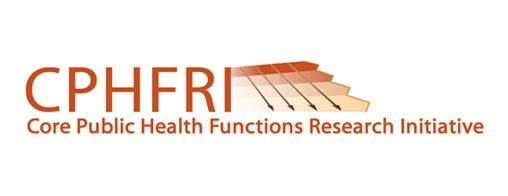 CPHFRI
Core Public Health Functions Research Initiative